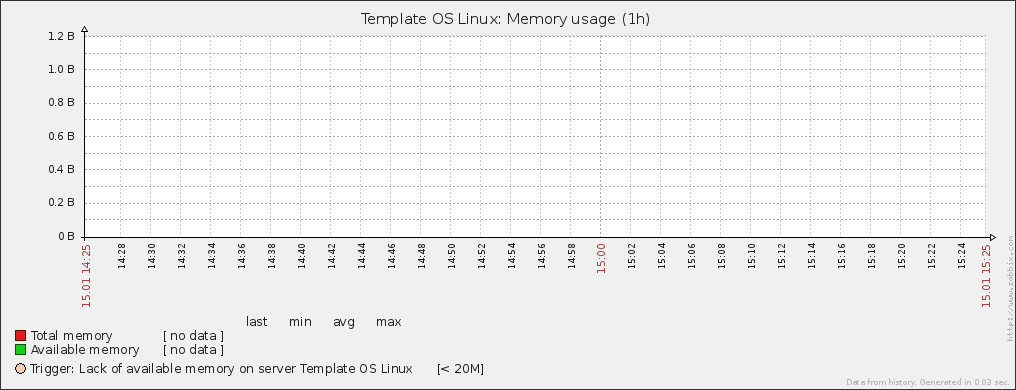 Template OS Linux: Memory usage (1h)
1.2 B
1.0 B
0.8 B
0.6 B
0.4 B
0.2 B
0 B
15.01 14:25 14:28 14:30 14:32 14:34 14:36 14:38 14:40 14:42 14:44 14:46 14:48 14:50 14:52 14:54 14:56 14:58 15:00 15:02 15:04 15:06 15:08 15:10 15:12 15:14 15:16 15:18 15:20 15:22 15:24 15.01 15:25
last min avg max
Total memory [ no data ]
Available memory [ no data ]
Trigger: Lack of available memory on server Template OS Linux [< 20M]
http://www.zabbix.com
Data from history. Generated in 0.03 sec.